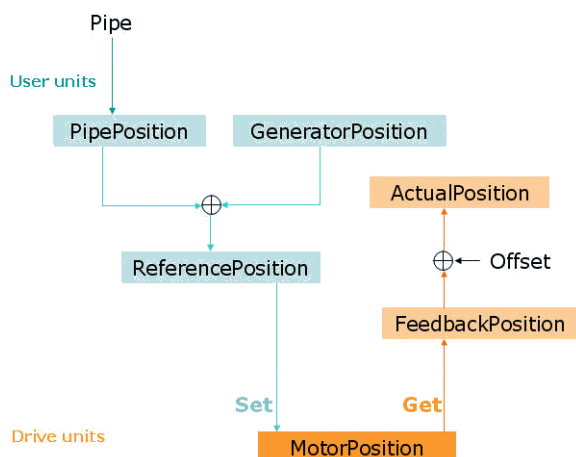 Pipe
User units
PipePosition
GeneratorPosition
ActualPosition
Offset
ReferencePosition
FeedbackPosition
Set
Get
Drive units
MotorPosition